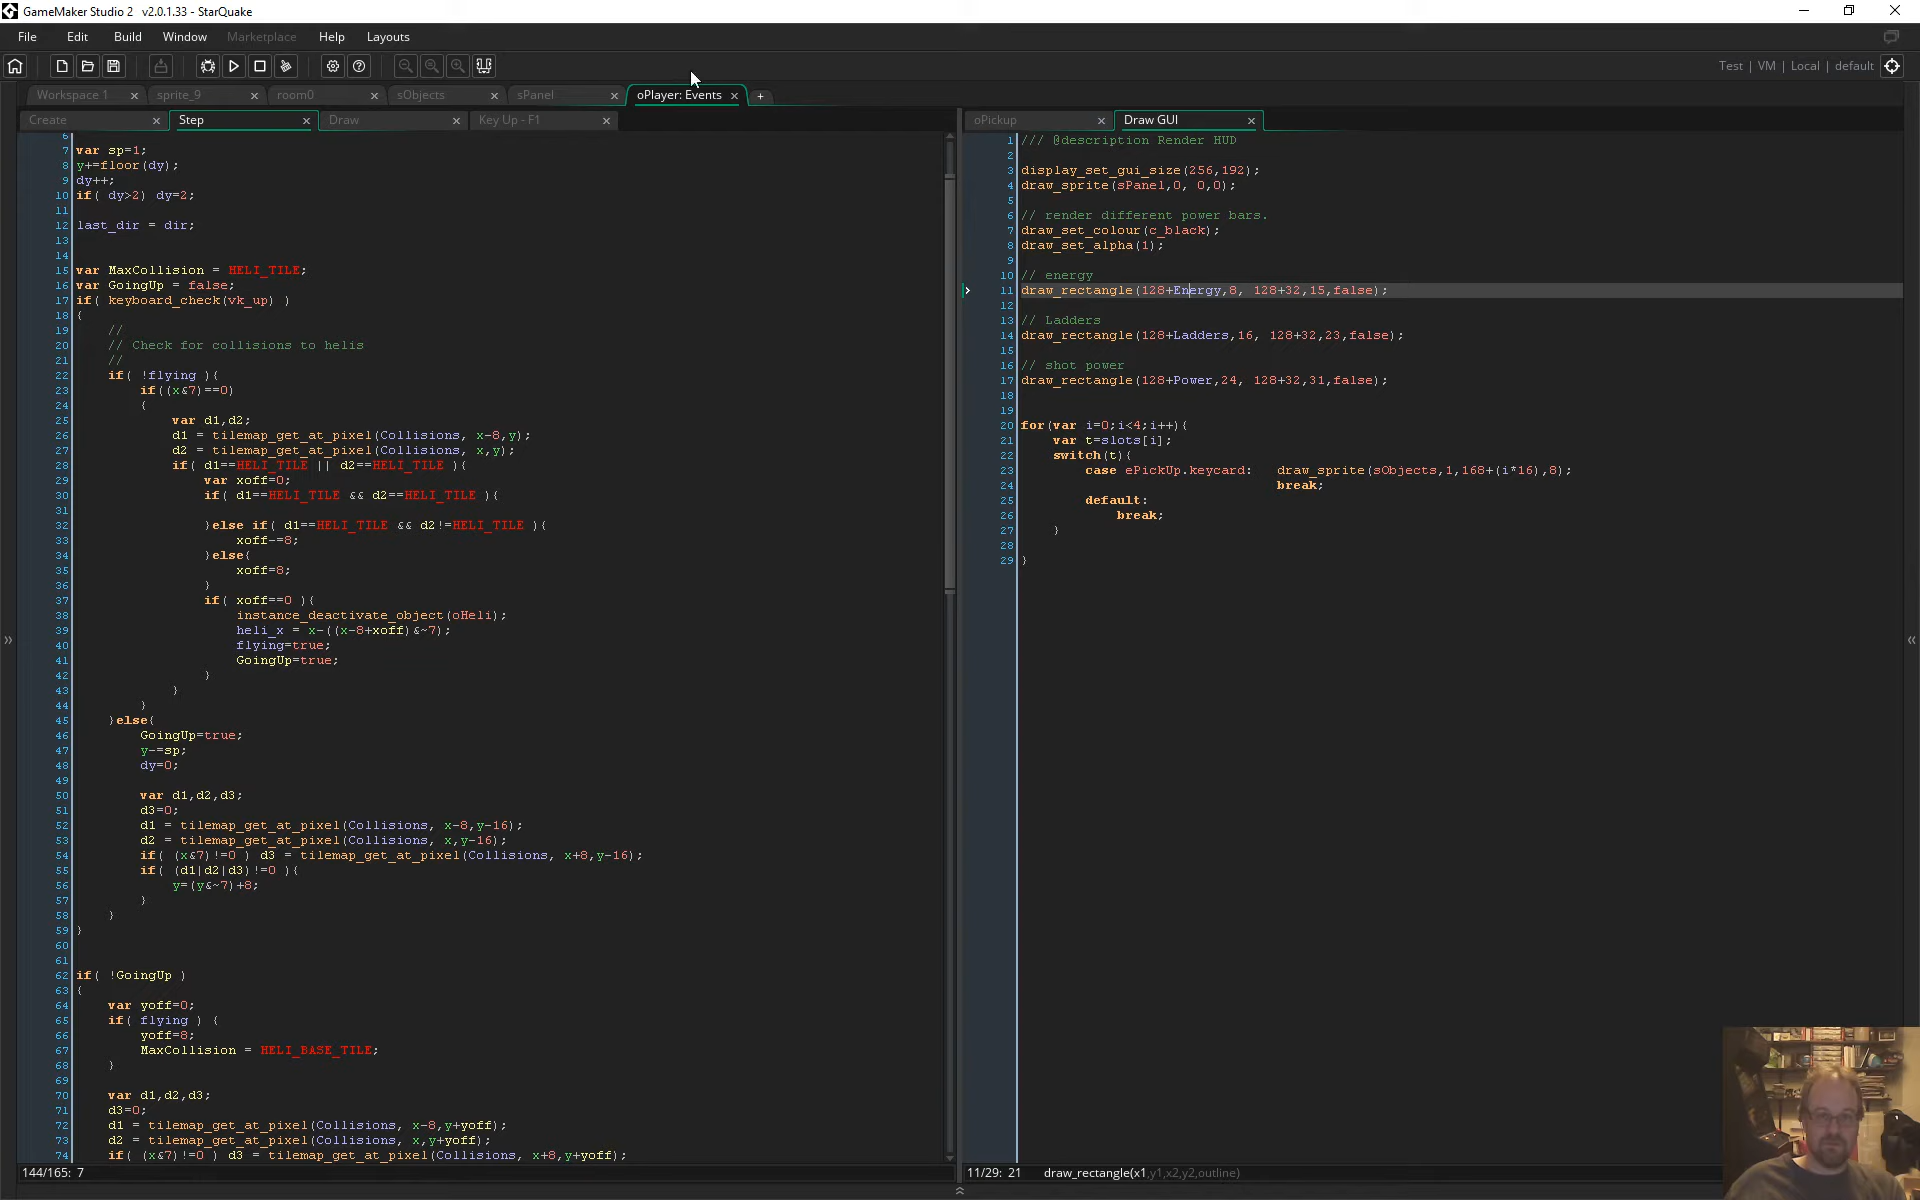 GameMaker Studio 2   v2.0.1.33 - StarQuake
File Edit Build Window Marketplace Help Layouts
Test | VM | Local | default
Workspace 1 sprite_9 room0 sObjects sPanel oPlayer: Events
Create Step Draw Key Up - F1
6
7 var sp=1;
8 y+=floor(dy);
9 dy++;
10 if( dy>2) dy=2;
11
12 last_dir = dir;
13
14
15 var MaxCollision = HELI_TILE;
16 var GoingUp = false;
17 if( keyboard_check(vk_up) )
18 {
19 //
20 // Check for collisions to helis
21 //
22 if( !flying ){
23 if((x&7)==0)
24 {
25 var d1,d2;
26 d1 = tilemap_get_at_pixel(Collisions, x-8,y);
27 d2 = tilemap_get_at_pixel(Collisions, x,y);
28 if( d1==HELI_TILE || d2==HELI_TILE ){
29 var xoff=0;
30 if( d1==HELI_TILE && d2==HELI_TILE ){
31
32 }else if( d1==HELI_TILE && d2!=HELI_TILE ){
33 xoff-=8;
34 }else{
35 xoff=8;
36 }
37 if( xoff==0 ){
38 instance_deactivate_object(oHeli);
39 heli_x = x-((x-8+xoff)&~7);
40 flying=true;
41 GoingUp=true;
42 }
43 }
44 }
45 }else{
46 GoingUp=true;
47 y-=sp;
48 dy=0;
49
50 var d1,d2,d3;
51 d3=0;
52 d1 = tilemap_get_at_pixel(Collisions, x-8,y-16);
53 d2 = tilemap_get_at_pixel(Collisions, x,y-16);
54 if( (x&7)!=0 ) d3 = tilemap_get_at_pixel(Collisions, x+8,y-16);
55 if( (d1|d2|d3)!=0 ){
56 y=(y&~7)+8;
57 }
58 }
59 }
60
61
62 if( !GoingUp )
63 {
64 var yoff=0;
65 if( flying ) {
66 yoff=8;
67 MaxCollision = HELI_BASE_TILE;
68 }
69
70 var d1,d2,d3;
71 d3=0;
72 d1 = tilemap_get_at_pixel(Collisions, x-8,y+yoff);
73 d2 = tilemap_get_at_pixel(Collisions, x,y+yoff);
74 if( (x&7)!=0 ) d3 = tilemap_get_at_pixel(Collisions, x+8,y+yoff);
144/165: 7
oPickup Draw GUI
1 /// @description Render HUD
2
3 display_set_gui_size(256,192);
4 draw_sprite(sPanel,0, 0,0);
5
6 // render different power bars.
7 draw_set_colour(c_black);
8 draw_set_alpha(1);
9
10 // energy
11 draw_rectangle(128+Energy,8, 128+32,15,false);
12
13 // Ladders
14 draw_rectangle(128+Ladders,16, 128+32,23,false);
15
16 // shot power
17 draw_rectangle(128+Power,24, 128+32,31,false);
18
19
20 for(var i=0;i<4;i++){
21 var t=slots[i];
22 switch(t){
23 case ePickUp.keycard: draw_sprite(sObjects,1,168+(i*16),8);
24 break;
25 default:
26 break;
27 }
28
29 }
11/29: 21 draw_rectangle(x1,y1,x2,y2,outline)